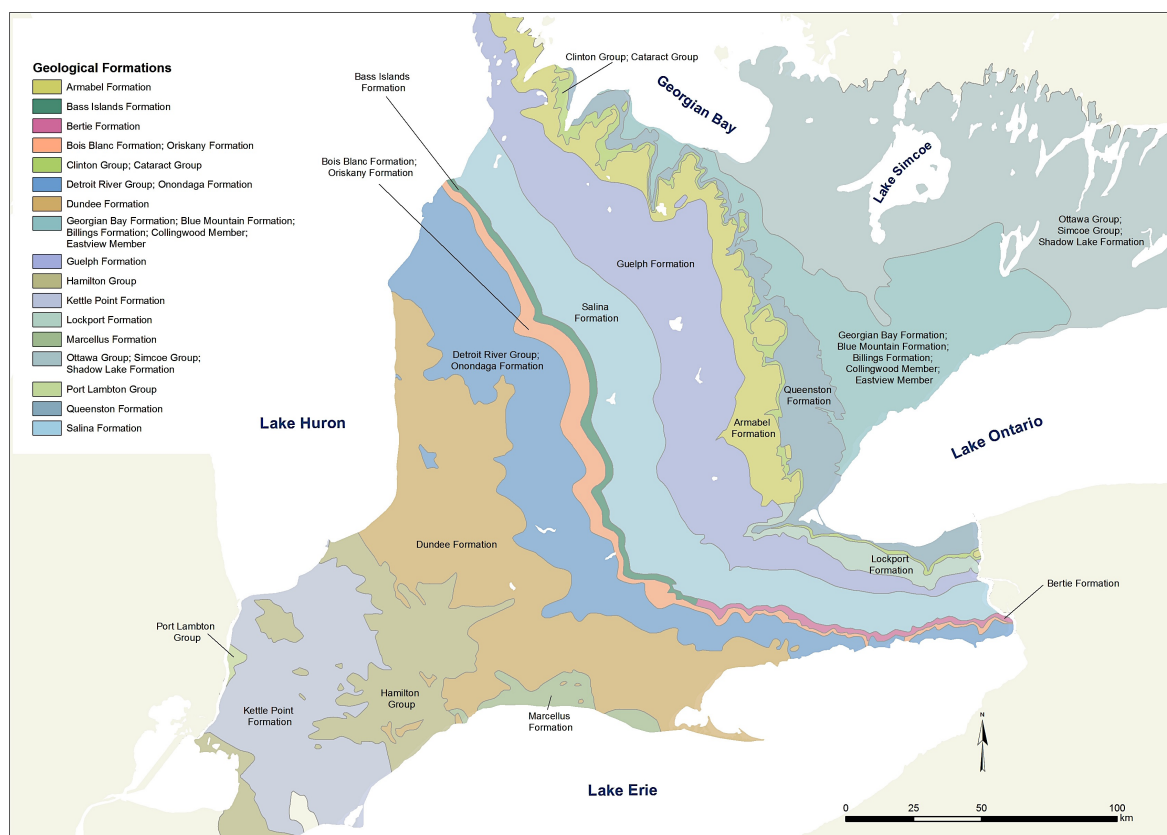 Geological Formations
Armabel Formation
Bass Islands Formation
Bertie Formation
Bois Blanc Formation; Oriskany Formation
Clinton Group; Cataract Group
Detroit River Group; Onondaga Formation
Dundee Formation
Georgian Bay Formation; Blue Mountain Formation;
Billings Formation; Collingwood Member;
Eastview Member
Guelph Formation
Hamilton Group
Kettle Point Formation
Lockport Formation
Marcellus Formation
Ottawa Group; Simcoe Group;
Shadow Lake Formation
Port Lambton Group
Queenston Formation
Salina Formation
Clinton Group; Cataract Group
Bass Islands
Formation
Georgian Bay
Bois Blanc Formation;
Oriskany Formation
Lake Simcoe
Ottawa Group;
Simcoe Group;
Shadow Lake Formation
Guelph Formation
Salina
Formation
Georgian Bay Formation;
Blue Mountain Formation;
Billings Formation;
Collingwood Member;
Eastview Member
Detroit River Group;
Onondaga Formation
Queenston
Formation
Lake Huron
Armabel
Formation
Lake Ontario
Dundee Formation
Lockport
Formation
Bertie Formation
Port Lambton
Group
Hamilton
Group
Kettle Point
Formation
Marcellus
Formation
N
Lake Erie
0 25 50 100
km